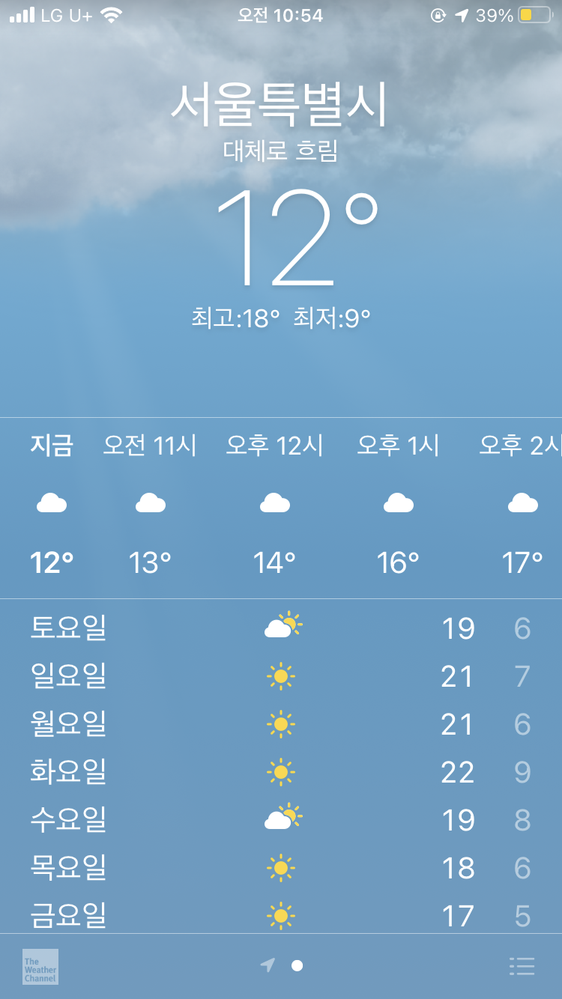 LG U+ 오전 10:54 39%
서울특별시
대체로 흐림
12°
최고:18° 최저:9°
지금 오전 11시 오후 12시 오후 1시 오후 2시
12° 13° 14° 16° 17°
토요일 19 6
일요일 21 7
월요일 21 6
화요일 22 9
수요일 19 8
목요일 18 6
금요일 17 5
The
Weather
Channel